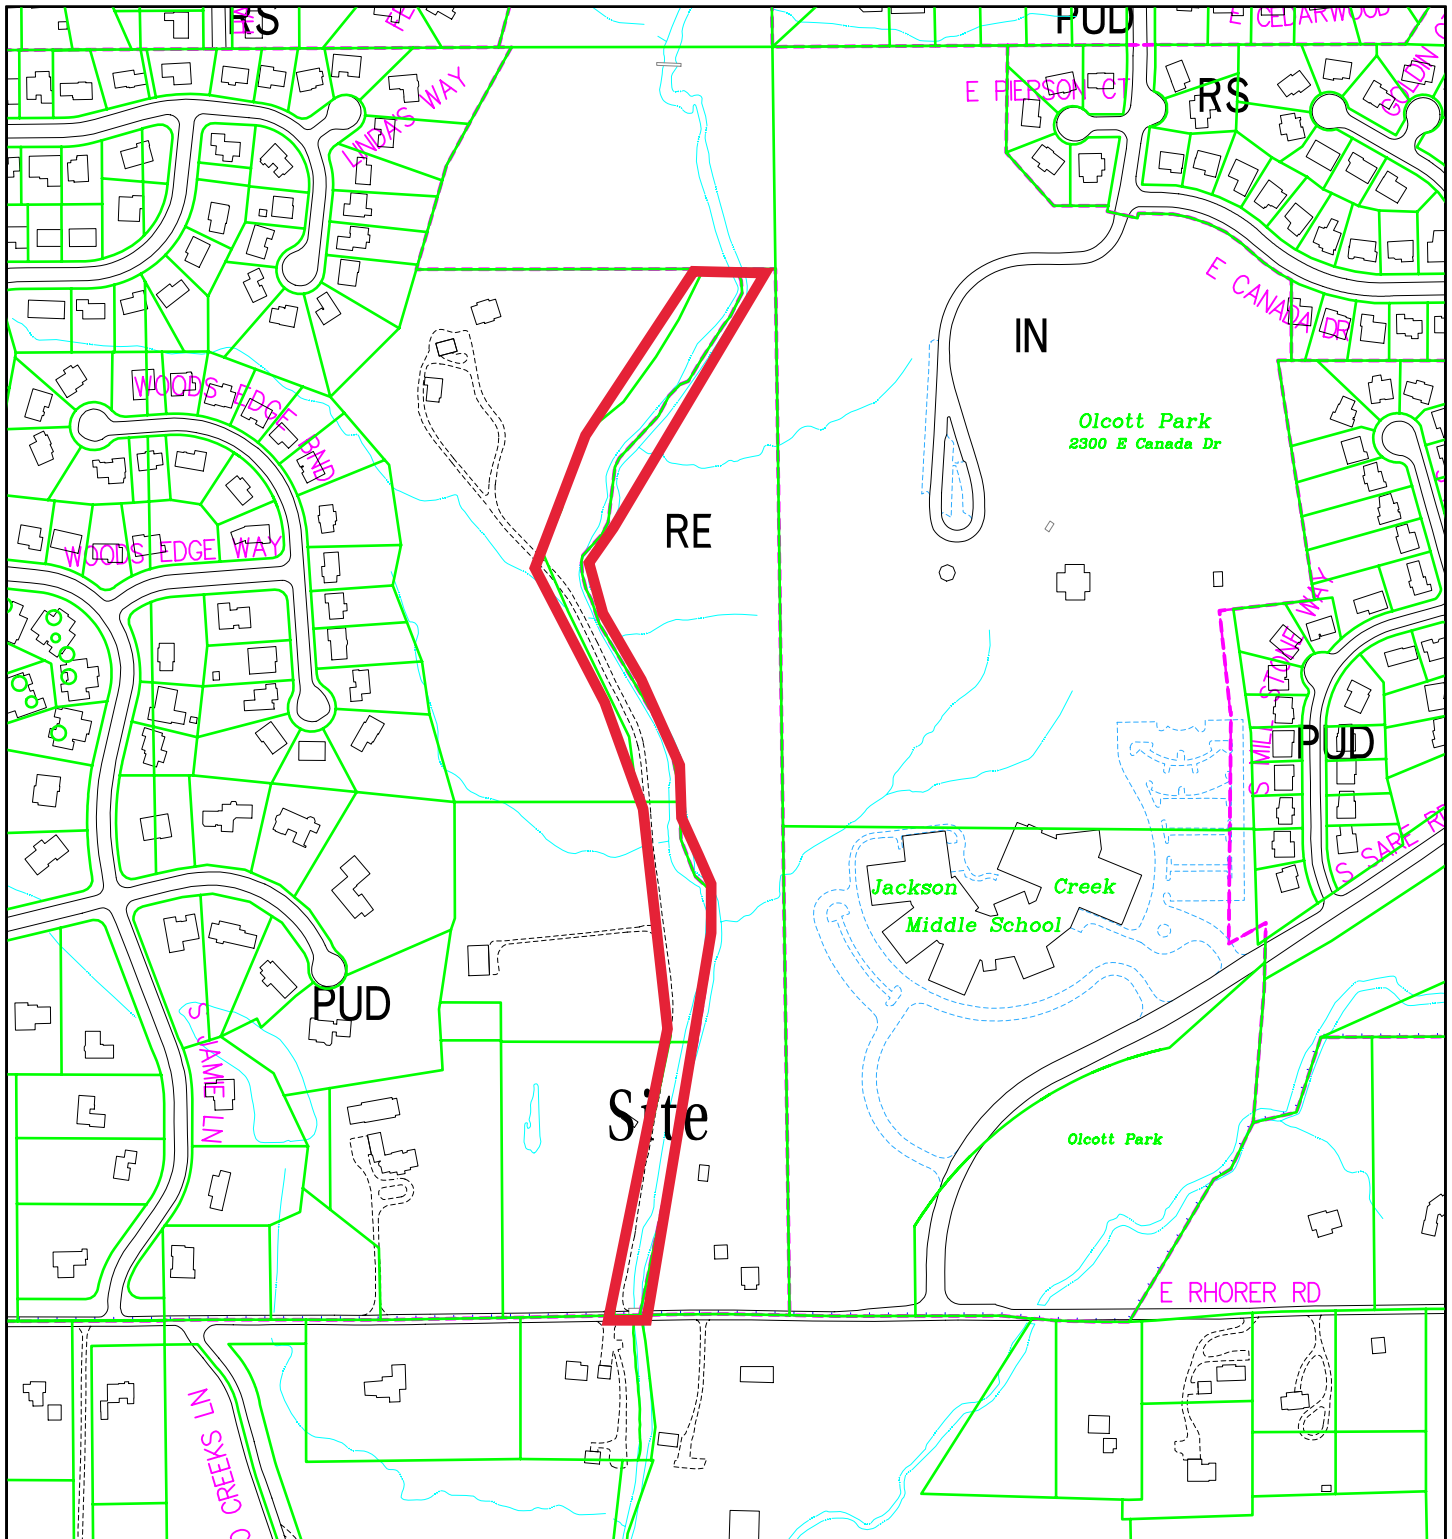 RS
PUD
E CEDARWOOD
LINDA'S WAY
E PIERSON CT
RS
GOLDIN C
E CANADA DR
IN
WOODS EDGE BND
Olcott Park
2300 E Canada Dr
RE
WOODS EDGE WAY
S MILLSTONE WAY
PUD
S SARE RD
Jackson Creek
Middle School
PUD
S JAMIE LN
Site
Olcott Park
E RHORER RD
CREEKS LN